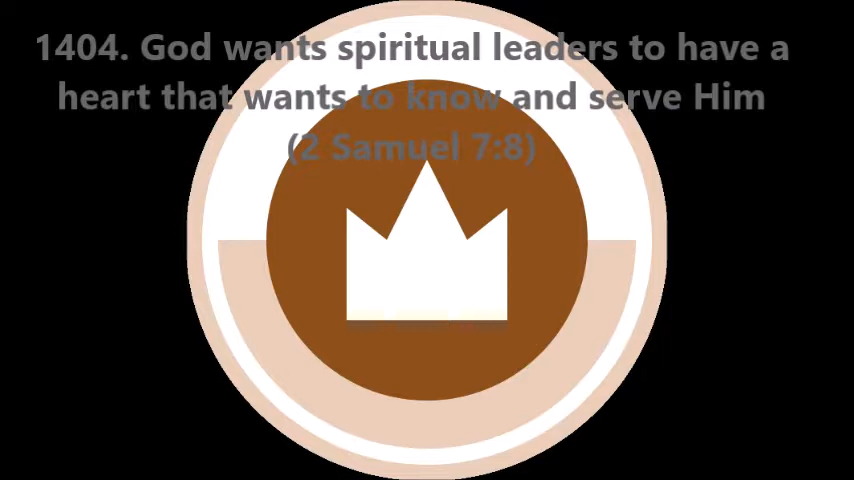 1404. God wants spiritual leaders to have a
heart that wants to know and serve Him
(2 Samuel 7:8)